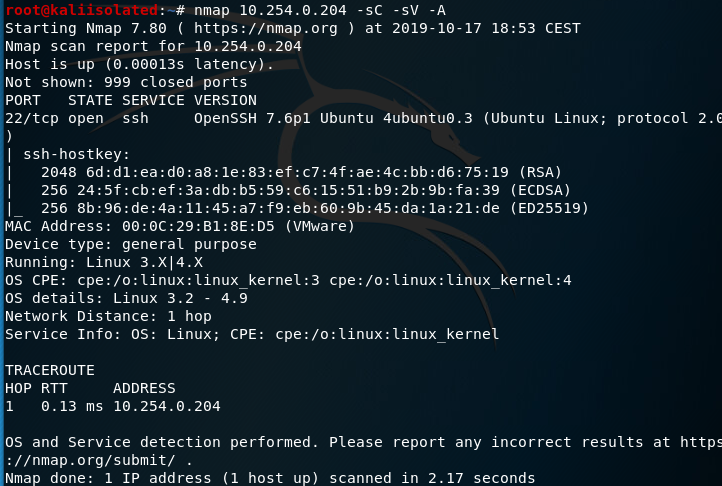 root@kaliisolated:~# nmap 10.254.0.204 -sC -sV -A
Starting Nmap 7.80 ( https://nmap.org ) at 2019-10-17 18:53 CEST
Nmap scan report for 10.254.0.204
Host is up (0.00013s latency).
Not shown: 999 closed ports
PORT   STATE SERVICE VERSION
22/tcp open  ssh     OpenSSH 7.6p1 Ubuntu 4ubuntu0.3 (Ubuntu Linux; protocol 2.0
)
| ssh-hostkey:
|   2048 6d:d1:ea:d0:a8:1e:83:ef:c7:4f:ae:4c:bb:d6:75:19 (RSA)
|   256 24:5f:cb:ef:3a:db:b5:59:c6:15:51:b9:2b:9b:fa:39 (ECDSA)
|_  256 8b:96:de:4a:11:45:a7:f9:eb:60:9b:45:da:1a:21:de (ED25519)
MAC Address: 00:0C:29:B1:8E:D5 (VMware)
Device type: general purpose
Running: Linux 3.X|4.X
OS CPE: cpe:/o:linux:linux_kernel:3 cpe:/o:linux:linux_kernel:4
OS details: Linux 3.2 - 4.9
Network Distance: 1 hop
Service Info: OS: Linux; CPE: cpe:/o:linux:linux_kernel
TRACEROUTE
HOP RTT     ADDRESS
1   0.13 ms 10.254.0.204
OS and Service detection performed. Please report any incorrect results at https
://nmap.org/submit/ .
Nmap done: 1 IP address (1 host up) scanned in 2.17 seconds